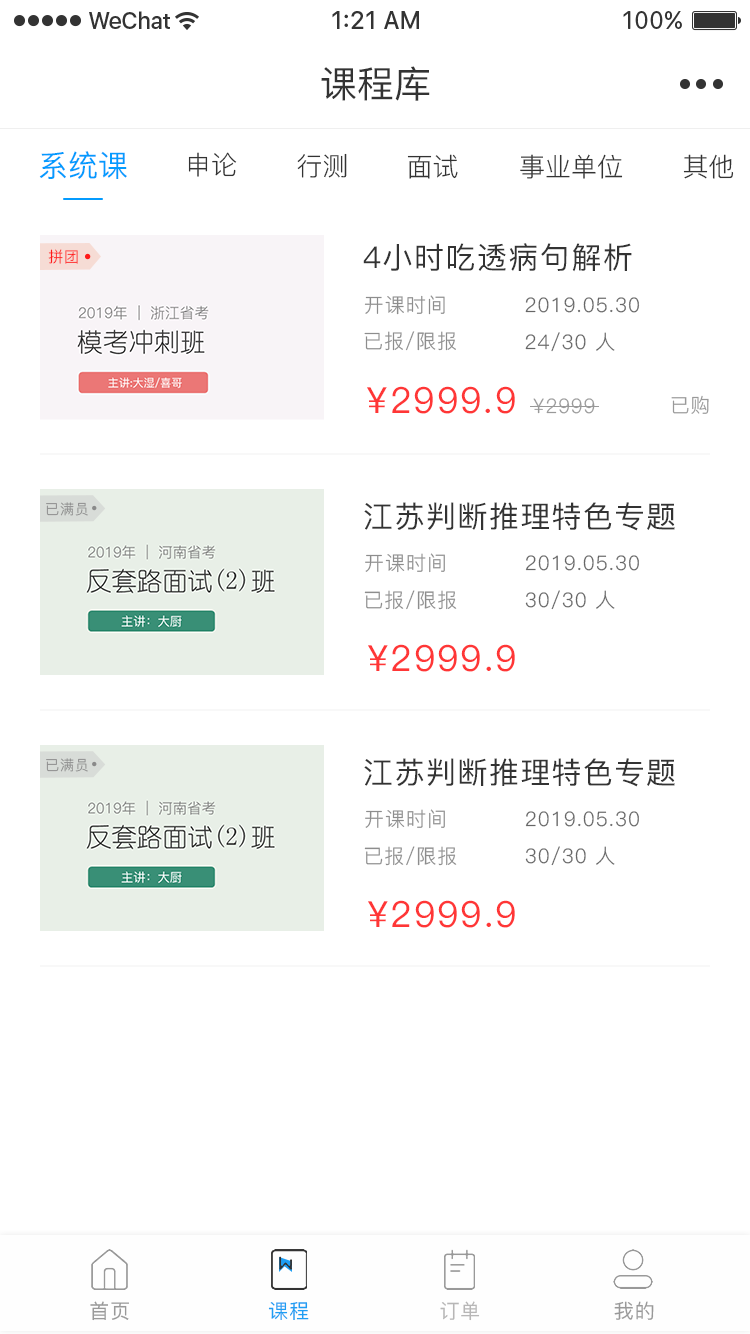 WeChat 1:21 AM 100%
课程库
系统课 申论 行测 面试 事业单位 其他
拼团
2019年 | 浙江省考
模考冲刺班
主讲:大湿/喜哥
4小时吃透病句解析
开课时间 2019.05.30
已报/限报 24/30 人
¥2999.9 ¥2999 已购
已满员
2019年 | 河南省考
反套路面试(2)班
主讲：大厨
江苏判断推理特色专题
开课时间 2019.05.30
已报/限报 30/30 人
¥2999.9
已满员
2019年 | 河南省考
反套路面试(2)班
主讲：大厨
江苏判断推理特色专题
开课时间 2019.05.30
已报/限报 30/30 人
¥2999.9
首页 课程 订单 我的